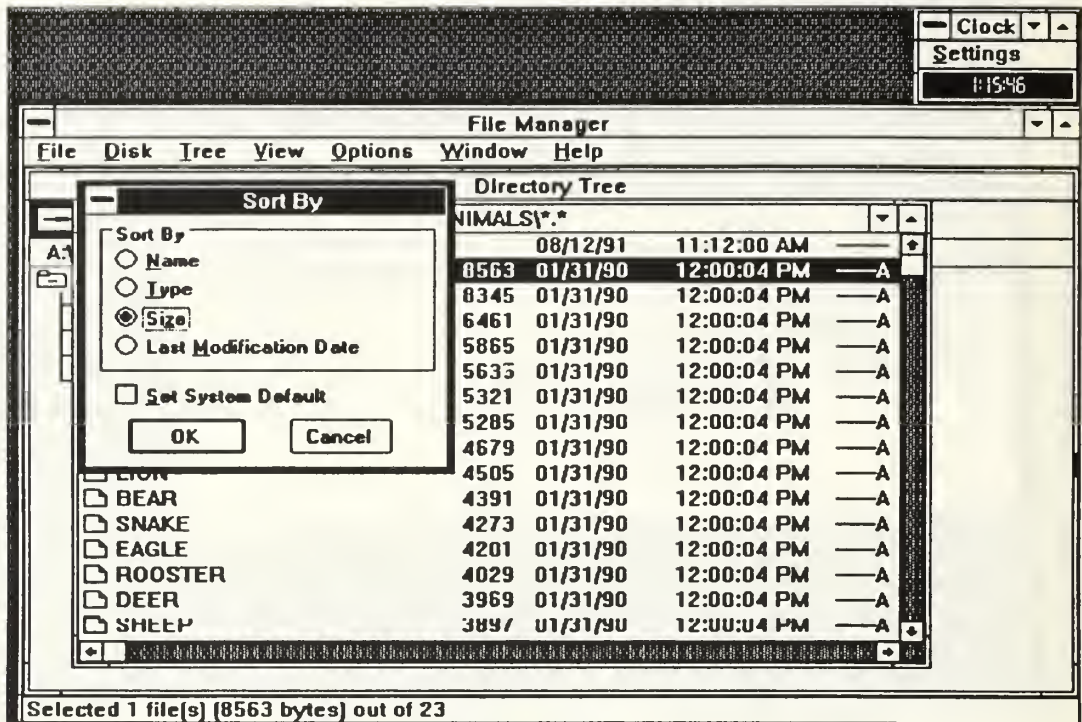 Clock
Settings
1:15:46
File Manager
File Disk Tree View Options Window Help
Directory Tree
Sort By
NIMALS\*.*
Sort By
Name
Type
Size
Last Modification Date
Set System Default
OK Cancel
A:\
08/12/91 11:12:00 AM
8563 01/31/90 12:00:04 PM A
8345 01/31/90 12:00:04 PM A
6461 01/31/90 12:00:04 PM A
5865 01/31/90 12:00:04 PM A
5633 01/31/90 12:00:04 PM A
5321 01/31/90 12:00:04 PM A
5285 01/31/90 12:00:04 PM A
4679 01/31/90 12:00:04 PM A
LION 4505 01/31/90 12:00:04 PM A
BEAR 4391 01/31/90 12:00:04 PM A
SNAKE 4273 01/31/90 12:00:04 PM A
EAGLE 4201 01/31/90 12:00:04 PM A
ROOSTER 4029 01/31/90 12:00:04 PM A
DEER 3969 01/31/90 12:00:04 PM A
SHEEP 3897 01/31/90 12:00:04 PM A
Selected 1 file(s) (8563 bytes) out of 23